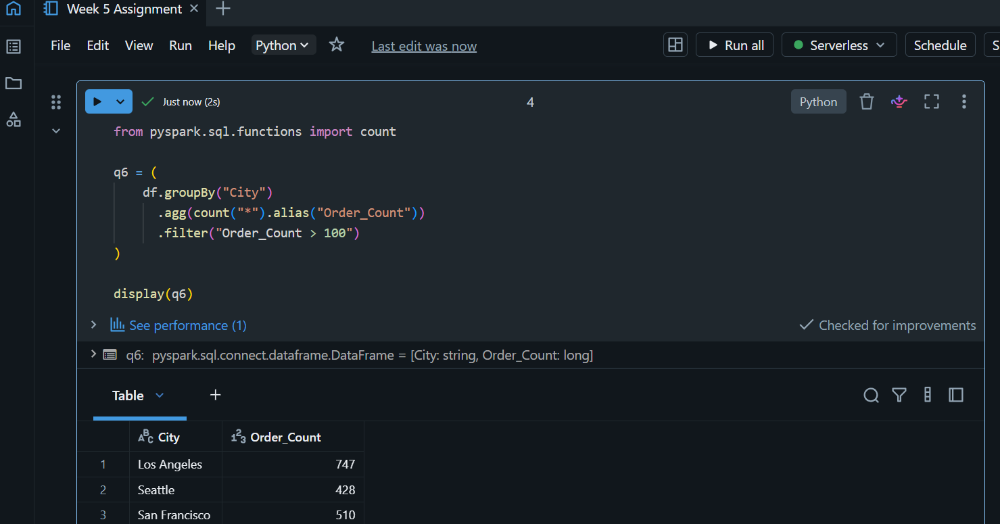 Week 5 Assignment
File Edit View Run Help Python Last edit was now Run all Serverless Schedule S
Just now (2s) 4 Python
from pyspark.sql.functions import count
q6 = (
df.groupBy("City")
.agg(count("*").alias("Order_Count"))
.filter("Order_Count > 100")
)
display(q6)
See performance (1) Checked for improvements
q6: pyspark.sql.connect.dataframe.DataFrame = [City: string, Order_Count: long]
Table
City Order_Count
1 Los Angeles 747
2 Seattle 428
3 San Francisco 510